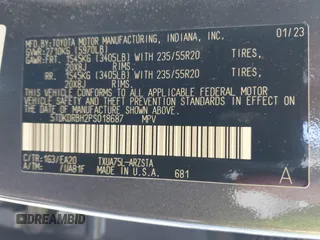 MFD. BY: TOYOTA MOTOR MANUFACTURING, INDIANA, INC. 01/23
GVWR: 2710KG (5970LB)
GAWR: FRT. 1545KG (3405LB) WITH 235/55R20 TIRES,
20X8J RIMS,
RR. 1545KG (3405LB) WITH 235/55R20 TIRES,
20X8J RIMS,
THIS VEHICLE CONFORMS TO ALL APPLICABLE FEDERAL MOTOR
VEHICLE SAFETY AND THEFT PREVENTION STANDARDS IN EFFECT ON
THE DATE OF MANUFACTURE SHOWN ABOVE.
5TDKDRBH2PS018687 MPV
C/TR: 1G3/EA20 TXUA75L-ARZSTA
A/TM: /UAB1F
MADE IN U.S.A. 681 A
DREAMBID